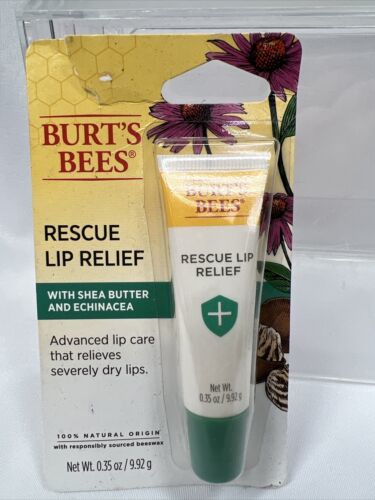 BURT'S
BEES®
RESCUE
LIP RELIEF
WITH SHEA BUTTER
AND ECHINACEA
Advanced lip care
that relieves
severely dry lips.
100% NATURAL ORIGIN
with responsibly sourced beeswax
Net Wt. 0.35 oz / 9.92 g
BURT'S
BEES®
RESCUE LIP
RELIEF
Net Wt.
0.35 oz / 9.92 g